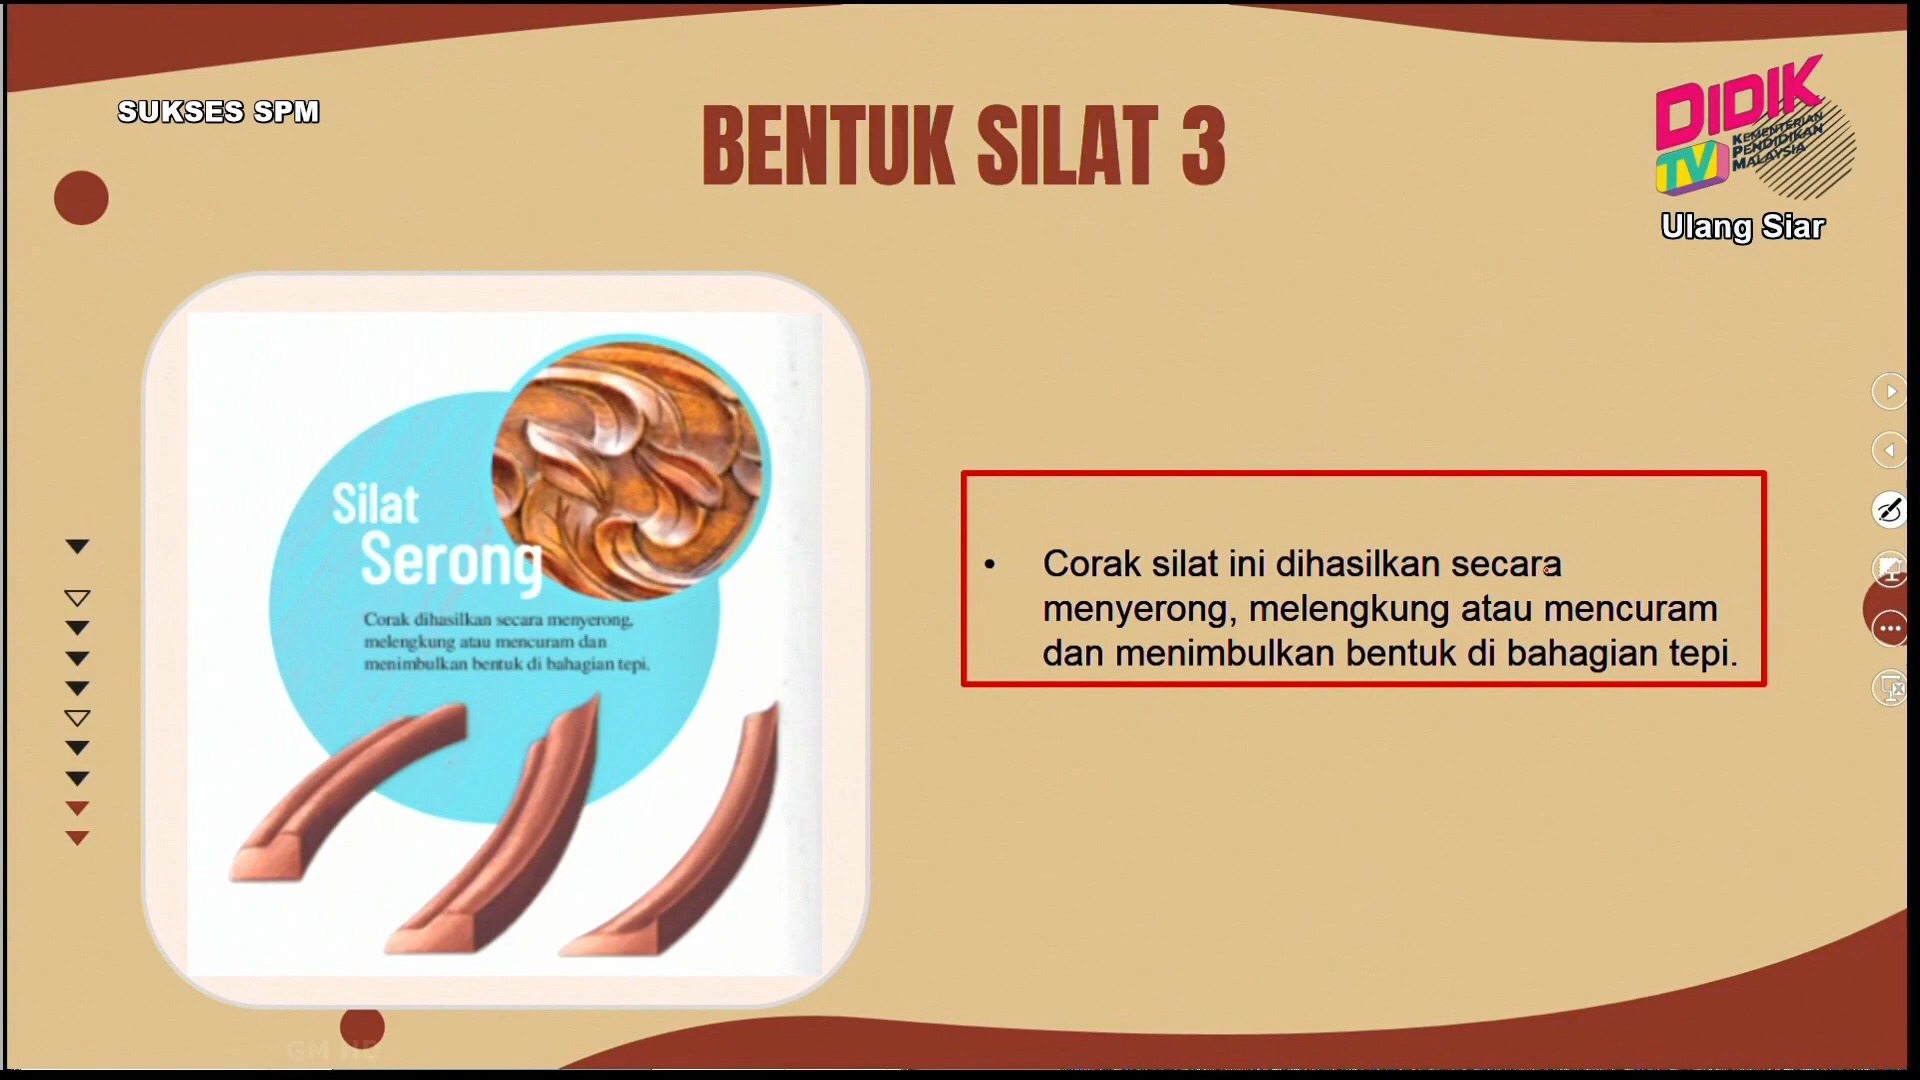 SUKSES SPM
BENTUK SILAT 3
DIDIK
TV
KEMENTERIAN
PENDIDIKAN
MALAYSIA
Ulang Siar
Silat
Serong
Corak dihasilkan secara menyerong,
melengkung atau mencuram dan
menimbulkan bentuk di bahagian tepi.
• Corak silat ini dihasilkan secara
menyerong, melengkung atau mencuram
dan menimbulkan bentuk di bahagian tepi.